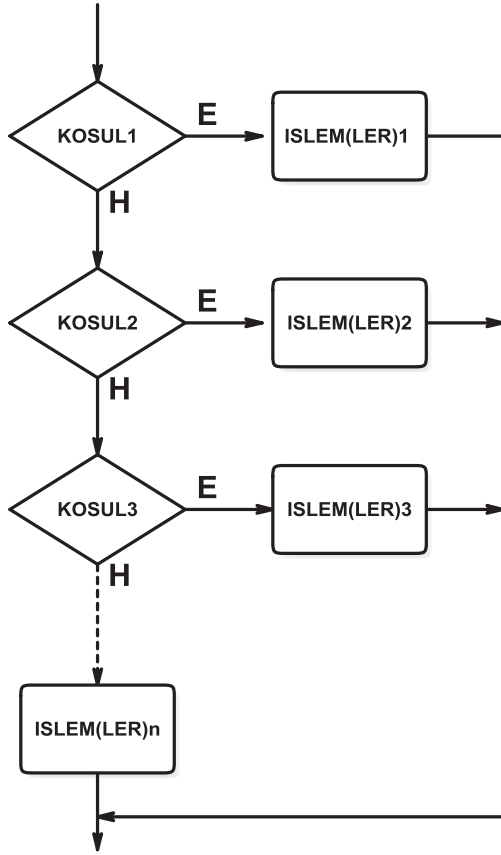 E
KOSUL1
ISLEM(LER)1
H
E
KOSUL2
ISLEM(LER)2
H
E
KOSUL3
ISLEM(LER)3
H
ISLEM(LER)n